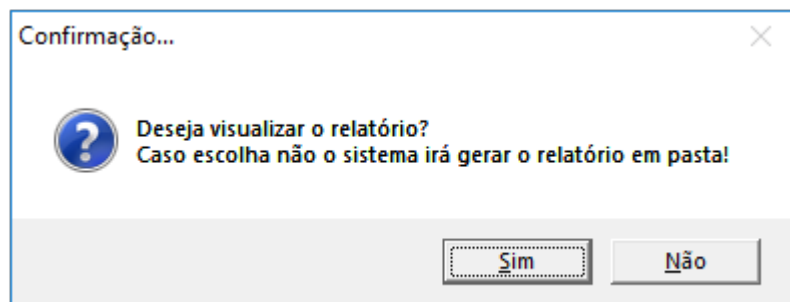 Confirmação...
Deseja visualizar o relatório?
Caso escolha não o sistema irá gerar o relatório em pasta!
Sim
Não